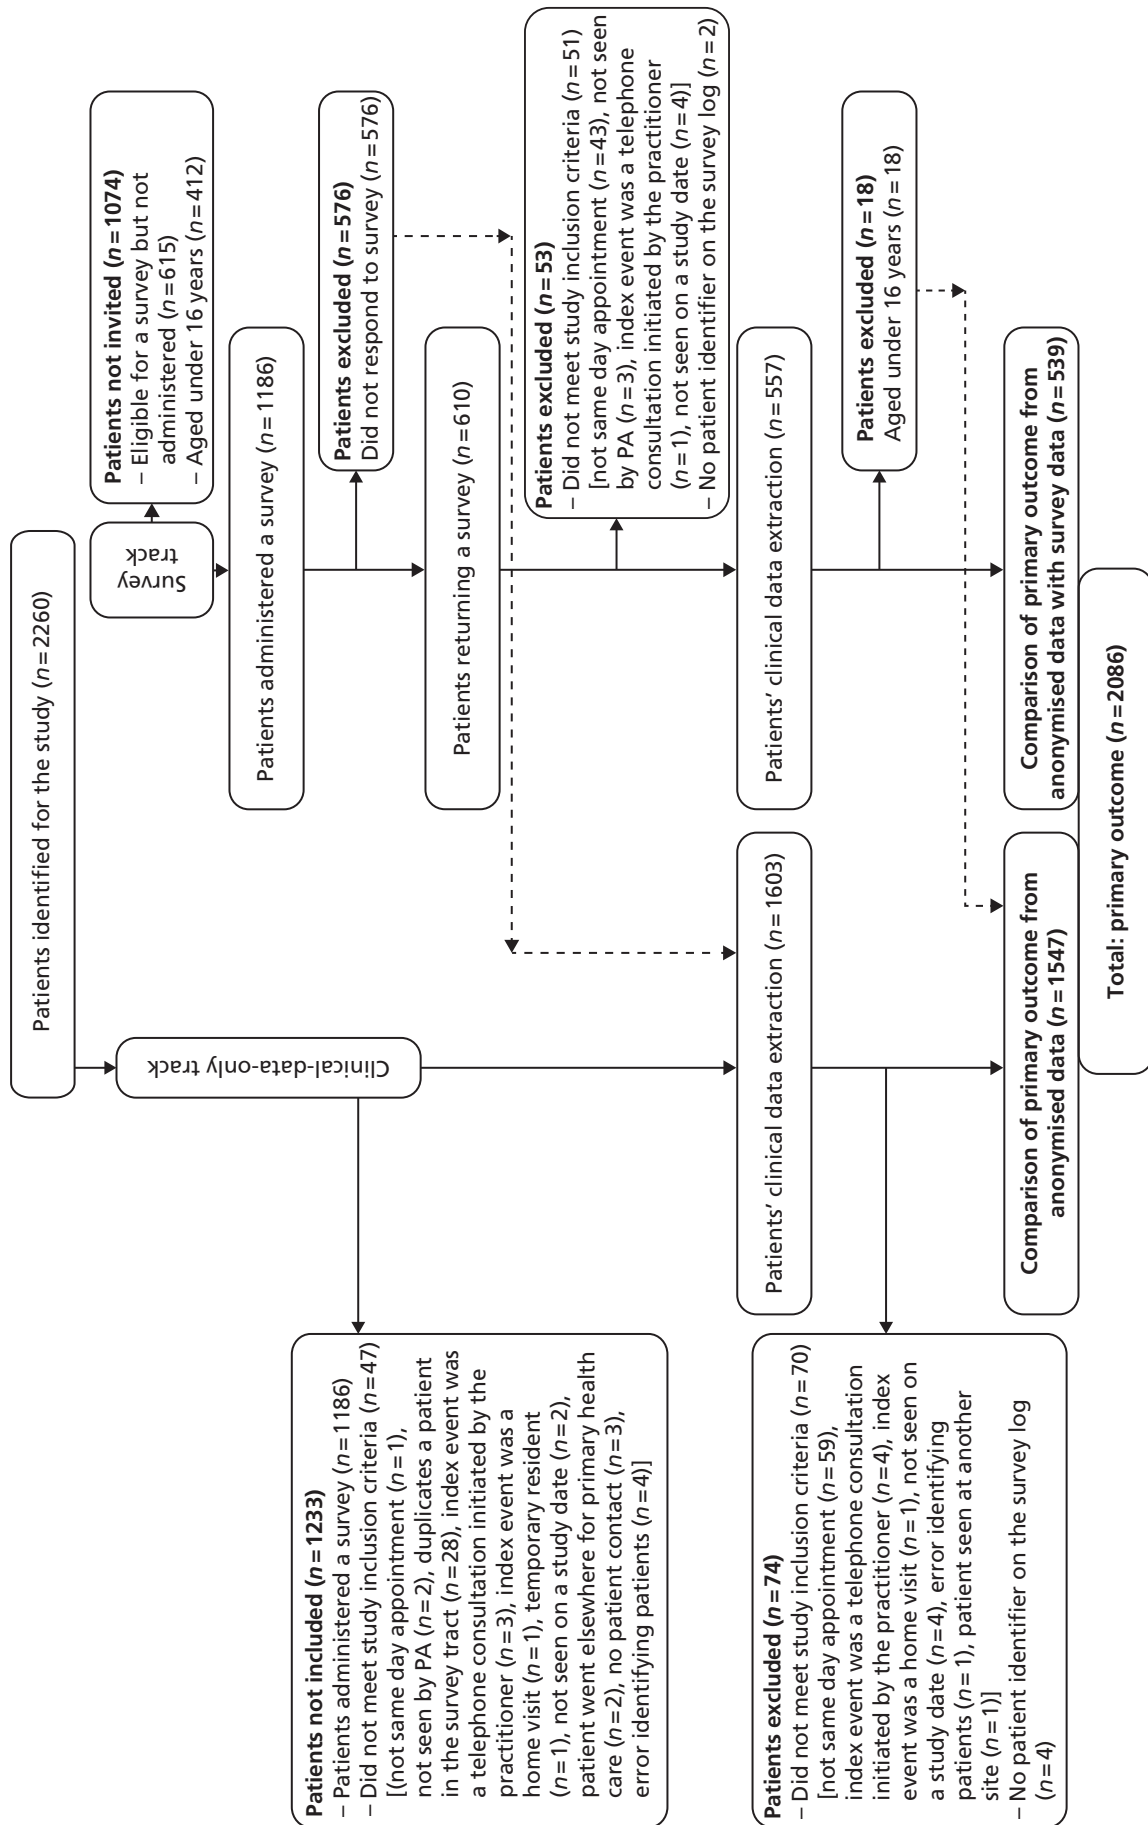 Patients identified for the study (n=2260)
Clinical-data-only track
Survey
track
Patients not invited (n=1074)
– Eligible for a survey but not
administered (n=615)
– Aged under 16 years (n=412)
Patients administered a survey (n=1186)
Patients not included (n=1233)
– Patients administered a survey (n=1186)
– Did not meet study inclusion criteria (n=47)
[(not same day appointment (n=1),
not seen by PA (n=2), duplicates a patient
in the survey tract (n=28), index event was
a telephone consultation initiated by the
practitioner (n=3), index event was a
home visit (n=1), temporary resident
(n=1), not seen on a study date (n=2),
patient went elsewhere for primary health
care (n=2), no patient contact (n=3),
error identifying patients (n=4)]
Patients excluded (n=576)
Did not respond to survey (n=576)
Patients returning a survey (n=610)
Patients excluded (n=53)
– Did not meet study inclusion criteria (n=51)
[not same day appointment (n=43), not seen
by PA (n=3), index event was a telephone
consultation initiated by the practitioner
(n=1), not seen on a study date (n=4)]
– No patient identifier on the survey log (n=2)
Patients' clinical data extraction (n=1603)
Patients' clinical data extraction (n=557)
Patients excluded (n=74)
– Did not meet study inclusion criteria (n=70)
[not same day appointment (n=59),
index event was a telephone consultation
initiated by the practitioner (n=4), index
event was a home visit (n=1), not seen on
a study date (n=4), error identifying
patients (n=1), patient seen at another
site (n=1)]
– No patient identifier on the survey log
(n=4)
Patients excluded (n=18)
Aged under 16 years (n=18)
Comparison of primary outcome from
anonymised data (n=1547)
Comparison of primary outcome from
anonymised data with survey data (n=539)
Total: primary outcome (n=2086)